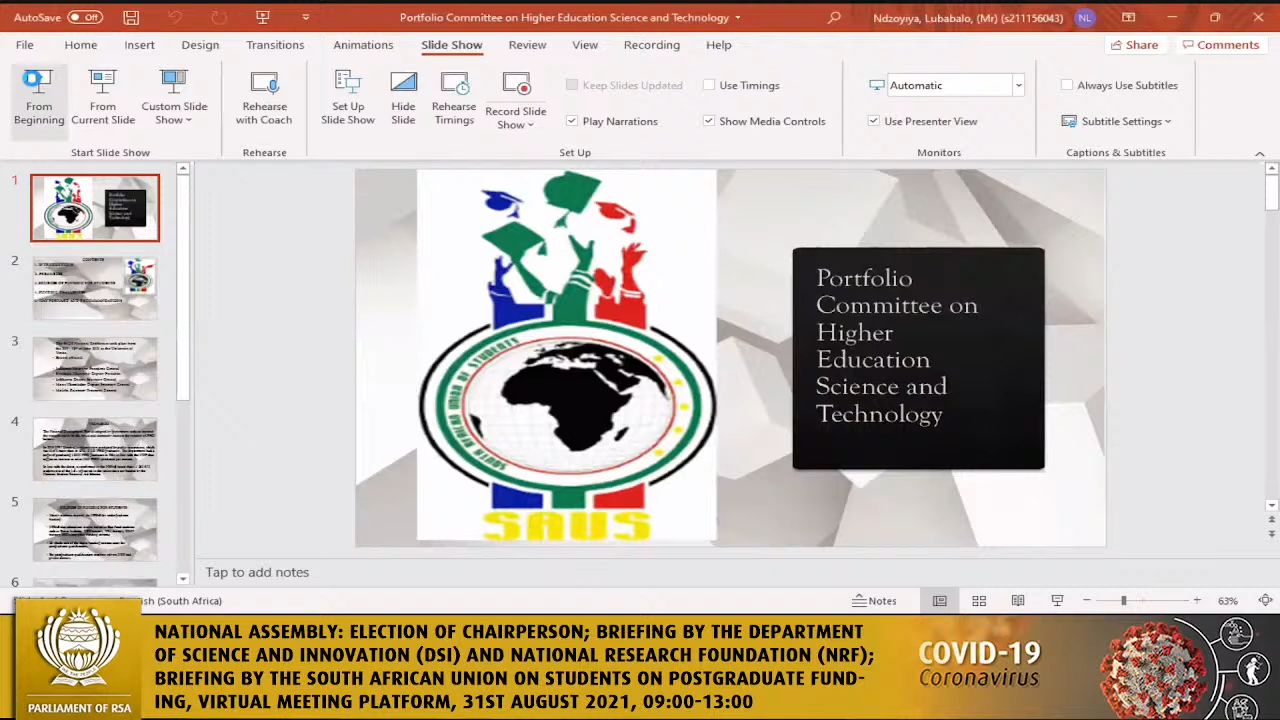 AutoSave Off
Portfolio Committee on Higher Education Science and Technology
Ndzoyiya, Lubabalo, (Mr) (s211156043) NL
File Home Insert Design Transitions Animations Slide Show Review View Recording Help
Share Comments
From Beginning
From Current Slide
Custom Slide Show
Rehearse with Coach
Set Up Slide Show
Hide Slide
Rehearse Timings
Record Slide Show
Keep Slides Updated
Use Timings
Play Narrations
Show Media Controls
Automatic
Use Presenter View
Always Use Subtitles
Subtitle Settings
Start Slide Show
Rehearse
Set Up
Monitors
Captions & Subtitles
1
2
3
4
5
6
Portfolio
Committee on
Higher
Education
Science and
Technology
SAUS
Tap to add notes
(South Africa)
Notes
63%
NATIONAL ASSEMBLY: ELECTION OF CHAIRPERSON; BRIEFING BY THE DEPARTMENT
OF SCIENCE AND INNOVATION (DSI) AND NATIONAL RESEARCH FOUNDATION (NRF);
BRIEFING BY THE SOUTH AFRICAN UNION ON STUDENTS ON POSTGRADUATE FUND-
ING, VIRTUAL MEETING PLATFORM, 31ST AUGUST 2021, 09:00-13:00
PARLIAMENT OF RSA
COVID-19
Coronavirus